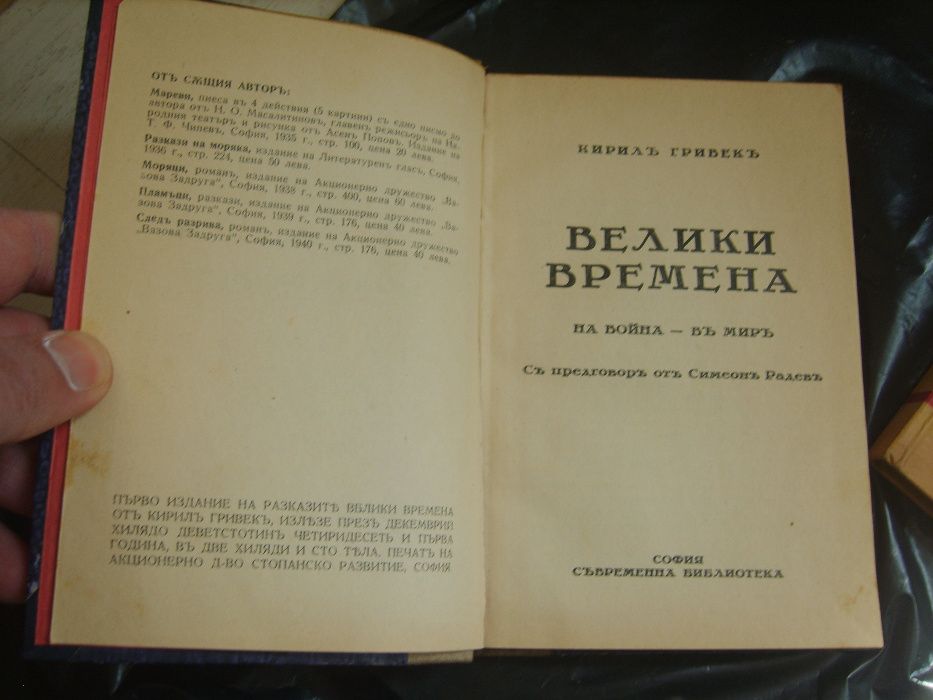 ОТЪ СѪЩИЯ АВТОРЪ:
Мареви, пиеса въ 4 действия (5 картини) съ едно писмо до
автора отъ Н. О. Масалитиновъ, главенъ режисьоръ на На-
родния театъръ и рисунка отъ Асенъ Поповъ. Издание на
Т. Ф. Чипевъ, София, 1935 г., стр. 100, цена 20 лева.
Разкази на моряка, издание на Литературенъ гласъ, София,
1936 г., стр. 224, цена 50 лева.
Моряци, романъ, издание на Акционерно дружество „Ва-
зова Задруга", София, 1938 г., стр. 400, цена 60 лева.
Пламъци, разкази, издание на Акционерно дружество „Ва-
зова Задруга", София, 1939 г., стр. 176, цена 40 лева.
Следъ разрива, романъ, издание на Акционерно дружество
„Вазова Задруга", София, 1940 г., стр. 176, цена 40 лева.
ПЪРВО ИЗДАНИЕ НА РАЗКАЗИТѢ ВЕЛИКИ ВРЕМЕНА
ОТЪ КИРИЛЪ ГРИВЕКЪ, ИЗЛѢЗЕ ПРЕЗЪ ДЕКЕМВРИЙ
ХИЛЯДО ДЕВЕТСТОТИНЪ ЧЕТИРИДЕСЕТЬ И ПЪРВА
ГОДИНА, ВЪ ДВЕ ХИЛЯДИ И СТО ТѢЛА. ПЕЧАТЪ НА
АКЦИОНЕРНО Д-ВО СТОПАНСКО РАЗВИТИЕ, СОФИЯ
КИРИЛЪ ГРИВЕКЪ
ВЕЛИКИ
ВРЕМЕНА
НА ВОЙНА — ВЪ МИРЪ
Съ предговоръ отъ Симеонъ Радевъ
СОФИЯ
СЪВРЕМЕННА БИБЛИОТЕКА